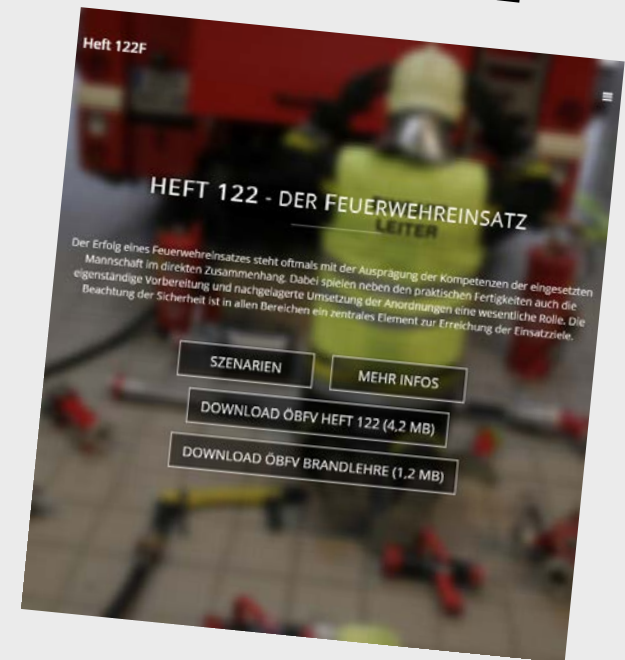 Heft 122F
≡
HEFT 122 - DER FEUERWEHREINSATZ
LEITER
Der Erfolg eines Feuerwehreinsatzes steht oftmals mit der Ausprägung der Kompetenzen der eingesetzten
Mannschaft im direkten Zusammenhang. Dabei spielen neben den praktischen Fertigkeiten auch die
eigenständige Vorbereitung und nachgelagerte Umsetzung der Anordnungen eine wesentliche Rolle. Die
Beachtung der Sicherheit ist in allen Bereichen ein zentrales Element zur Erreichung der Einsatzziele.
SZENARIEN
MEHR INFOS
DOWNLOAD ÖBFV HEFT 122 (4,2 MB)
DOWNLOAD ÖBFV BRANDLEHRE (1,2 MB)